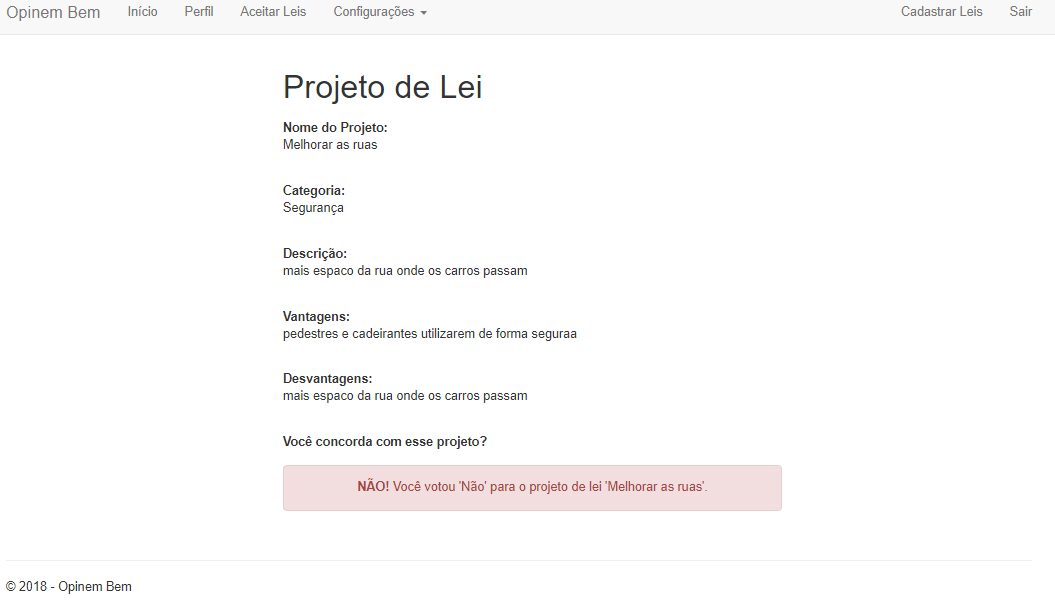 Opinem Bem Início Perfil Aceitar Leis Configurações Cadastrar Leis Sair
Projeto de Lei
Nome do Projeto:
Melhorar as ruas
Categoria:
Segurança
Descrição:
mais espaco da rua onde os carros passam
Vantagens:
pedestres e cadeirantes utilizarem de forma seguraa
Desvantagens:
mais espaco da rua onde os carros passam
Você concorda com esse projeto?
NÃO! Você votou 'Não' para o projeto de lei 'Melhorar as ruas'.
© 2018 - Opinem Bem